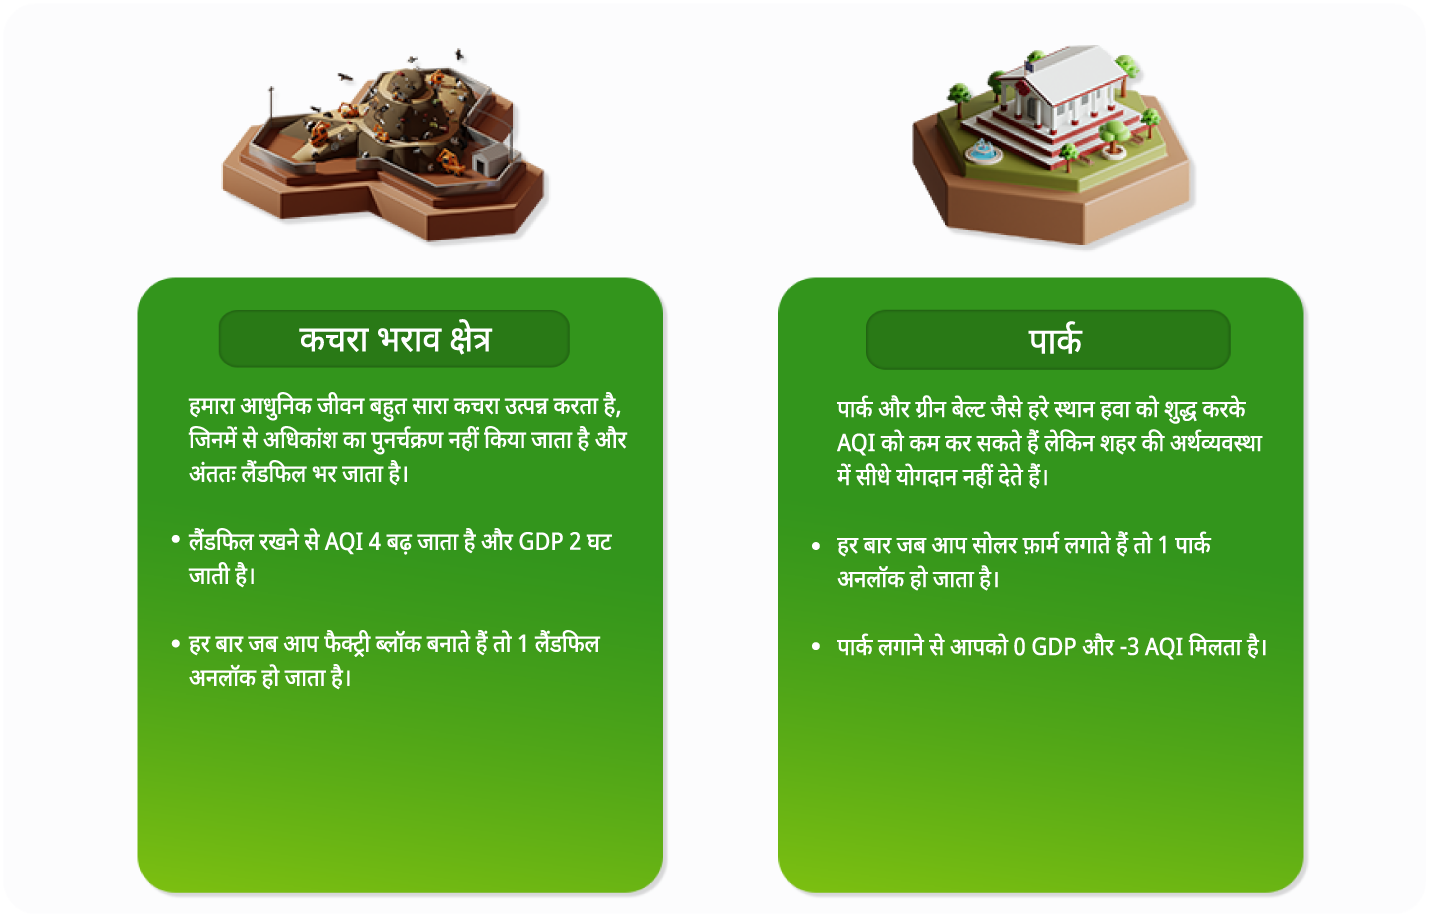 कचरा भराव क्षेत्र
हमारा आधुनिक जीवन बहुत सारा कचरा उत्पन्न करता है,
जिनमें से अधिकांश का पुनर्चक्रण नहीं किया जाता है और
अंततः लैंडफिल भर जाता है।
• लैंडफिल रखने से AQI 4 बढ़ जाता है और GDP 2 घट
जाती है।
• हर बार जब आप फैक्ट्री ब्लॉक बनाते हैं तो 1 लैंडफिल
अनलॉक हो जाता है।
पार्क
पार्क और ग्रीन बेल्ट जैसे हरे स्थान हवा को शुद्ध करके
AQI को कम कर सकते हैं लेकिन शहर की अर्थव्यवस्था
में सीधे योगदान नहीं देते हैं।
• हर बार जब आप सोलर फ़ार्म लगाते हैं तो 1 पार्क
अनलॉक हो जाता है।
• पार्क लगाने से आपको 0 GDP और -3 AQI मिलता है।